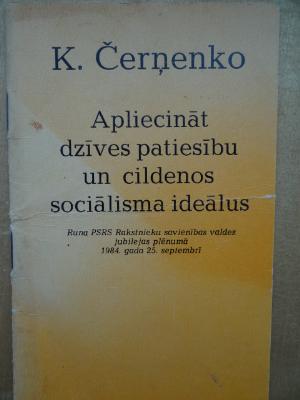 K. Čerņenko
Apliecināt
dzīves patiesību
un cildenos
sociālisma ideālus
Runa PSRS Rakstnieku savienības valdes
jubilejas plēnumā
1984. gada 25. septembrī